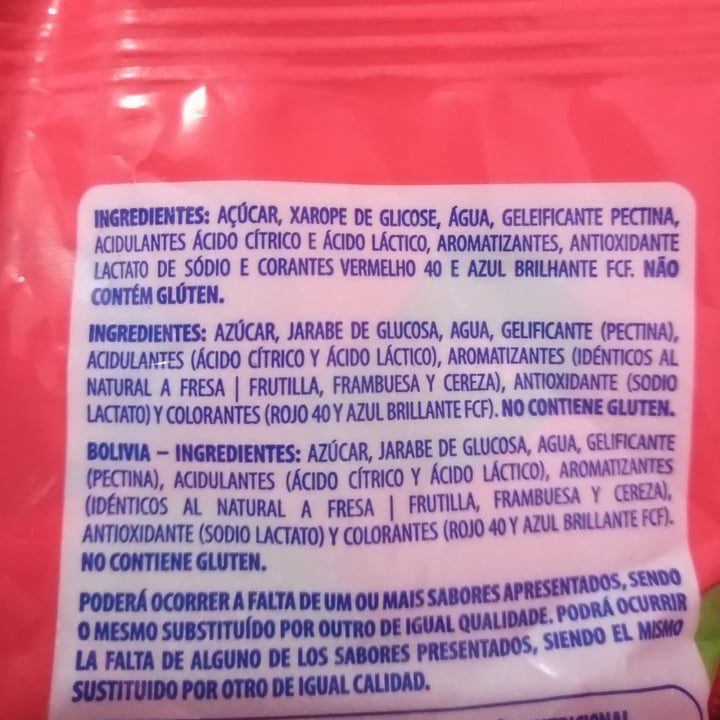 INGREDIENTES: AÇÚCAR, XAROPE DE GLICOSE, ÁGUA, GELEIFICANTE PECTINA,
ACIDULANTES ÁCIDO CÍTRICO E ÁCIDO LÁCTICO, AROMATIZANTES, ANTIOXIDANTE
LACTATO DE SÓDIO E CORANTES VERMELHO 40 E AZUL BRILHANTE FCF. NÃO
CONTÉM GLÚTEN.
INGREDIENTES: AZÚCAR, JARABE DE GLUCOSA, AGUA, GELIFICANTE (PECTINA),
ACIDULANTES (ÁCIDO CÍTRICO Y ÁCIDO LÁCTICO), AROMATIZANTES (IDÉNTICOS AL
NATURAL A FRESA | FRUTILLA, FRAMBUESA Y CEREZA), ANTIOXIDANTE (SODIO
LACTATO) Y COLORANTES (ROJO 40 Y AZUL BRILLANTE FCF). NO CONTIENE GLUTEN.
BOLIVIA – INGREDIENTES: AZÚCAR, JARABE DE GLUCOSA, AGUA, GELIFICANTE
(PECTINA), ACIDULANTES (ÁCIDO CÍTRICO Y ÁCIDO LÁCTICO), AROMATIZANTES
(IDÉNTICOS AL NATURAL A FRESA | FRUTILLA, FRAMBUESA Y CEREZA),
ANTIOXIDANTE (SODIO LACTATO) Y COLORANTES (ROJO 40 Y AZUL BRILLANTE FCF).
NO CONTIENE GLUTEN.
PODERÁ OCORRER A FALTA DE UM OU MAIS SABORES APRESENTADOS, SENDO
O MESMO SUBSTITUÍDO POR OUTRO DE IGUAL QUALIDADE. PODRÁ OCURRIR
LA FALTA DE ALGUNO DE LOS SABORES PRESENTADOS, SIENDO EL MISMO
SUSTITUIDO POR OTRO DE IGUAL CALIDAD.